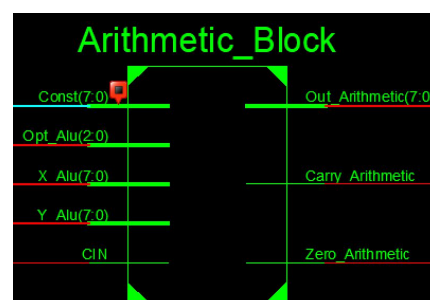 Arithmetic_Block
Const(7:0)
Out_Arithmetic(7:0
Opt_Alu(2:0)
X_Alu(7:0)
Carry_Arithmetic
Y_Alu(7:0)
CIN
Zero_Arithmetic